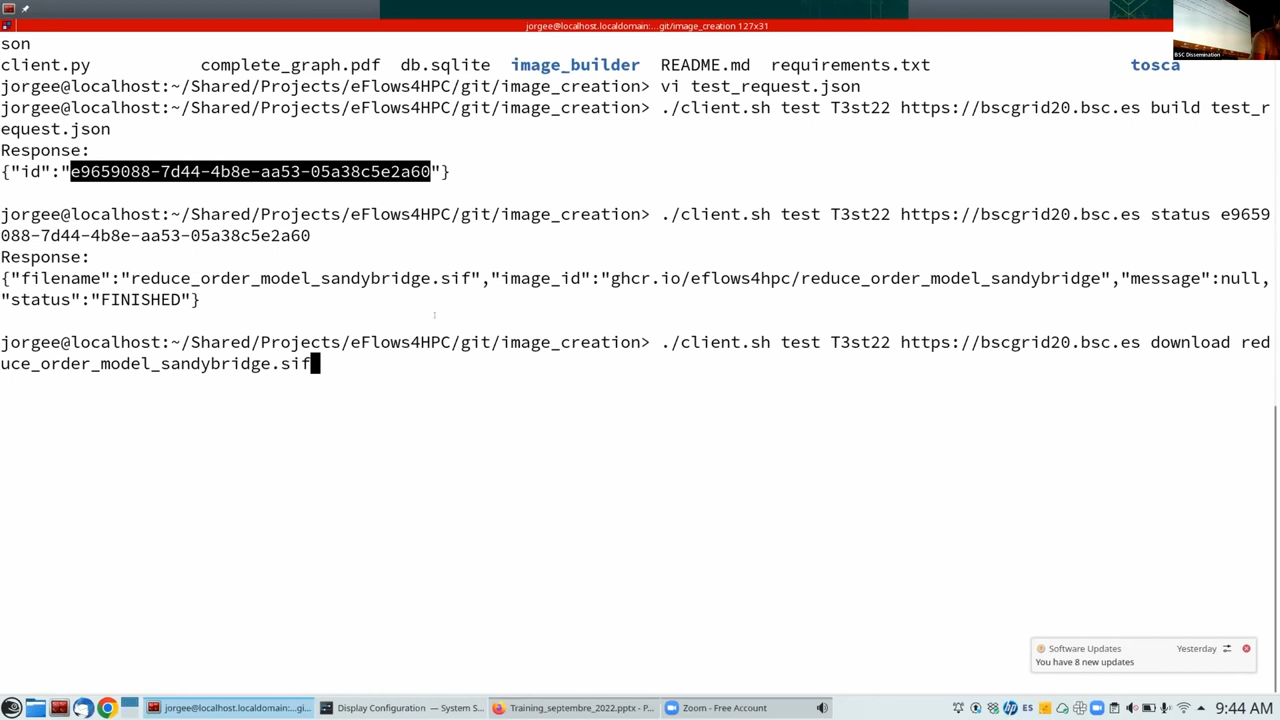 jorgee@localhost.localdomain:...git/image_creation 127x31
BSC Dissemination
son
client.py complete_graph.pdf db.sqlite image_builder README.md requirements.txt tosca
jorgee@localhost:~/Shared/Projects/eFlows4HPC/git/image_creation> vi test_request.json
jorgee@localhost:~/Shared/Projects/eFlows4HPC/git/image_creation> ./client.sh test T3st22 https://bscgrid20.bsc.es build test_r
equest.json
Response:
{"id":"e9659088-7d44-4b8e-aa53-05a38c5e2a60"}
jorgee@localhost:~/Shared/Projects/eFlows4HPC/git/image_creation> ./client.sh test T3st22 https://bscgrid20.bsc.es status e9659
088-7d44-4b8e-aa53-05a38c5e2a60
Response:
{"filename":"reduce_order_model_sandybridge.sif","image_id":"ghcr.io/eflows4hpc/reduce_order_model_sandybridge","message":null,
"status":"FINISHED"}
jorgee@localhost:~/Shared/Projects/eFlows4HPC/git/image_creation> ./client.sh test T3st22 https://bscgrid20.bsc.es download red
uce_order_model_sandybridge.sif
Software Updates Yesterday
You have 8 new updates
jorgee@localhost.localdomain:...gi... Display Configuration — System S... Training_septembre_2022.pptx - P... Zoom - Free Account ES 9:44 AM